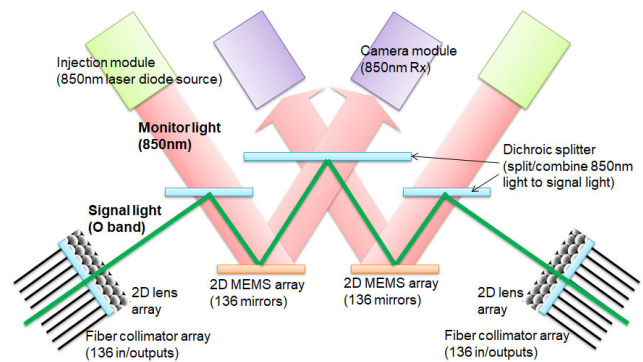 Injection module
(850nm laser diode source)
Camera module
(850nm Rx)
Monitor light
(850nm)
Dichroic splitter
(split/combine 850nm
light to signal light)
Signal light
(O band)
2D lens
array
2D MEMS array
(136 mirrors)
2D MEMS array
(136 mirrors)
2D lens
array
Fiber collimator array
(136 in/outputs)
Fiber collimator array
(136 in/outputs)